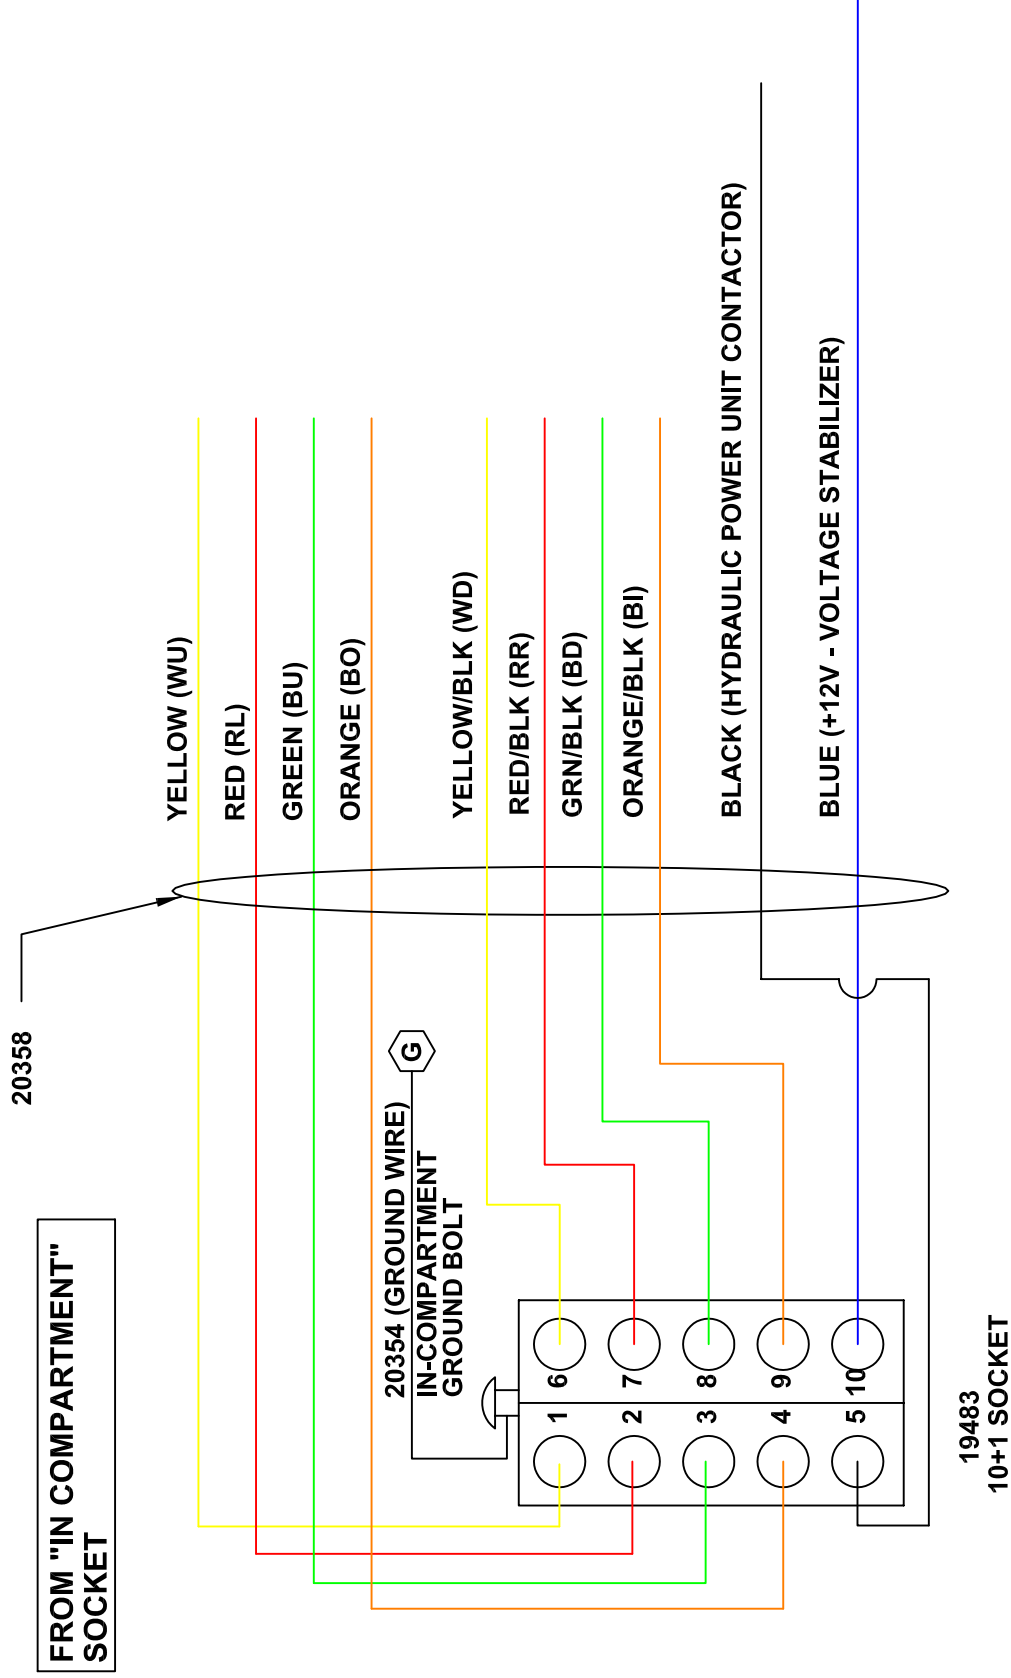 FROM "IN COMPARTMENT"
SOCKET
20358
YELLOW (WU)
RED (RL)
GREEN (BU)
ORANGE (BO)
20354 (GROUND WIRE)
IN-COMPARTMENT
GROUND BOLT
G
YELLOW/BLK (WD)
RED/BLK (RR)
GRN/BLK (BD)
ORANGE/BLK (BI)
BLACK (HYDRAULIC POWER UNIT CONTACTOR)
BLUE (+12V - VOLTAGE STABILIZER)
1 6
2 7
3 8
4 9
5 10
19483
10+1 SOCKET